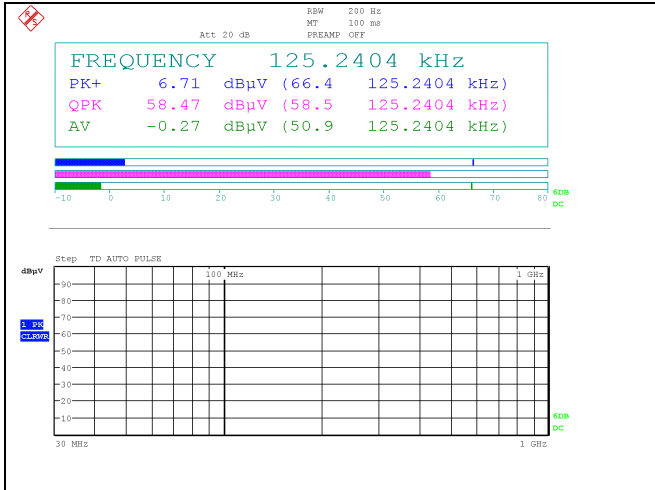 R S
RBW 200 Hz
MT 100 ms
Att 20 dB PREAMP OFF
FREQUENCY 125.2404 kHz
PK+ 6.71 dBµV (66.4 125.2404 kHz)
QPK 58.47 dBµV (58.5 125.2404 kHz)
AV -0.27 dBµV (50.9 125.2404 kHz)
-10 0 10 20 30 40 50 60 70 80
6DB
DC
Step TD AUTO PULSE
dBµV
100 MHz 1 GHz
90
80
1 PK
70
CLRWR
60
50
40
30
20
10
6DB
DC
30 MHz 1 GHz